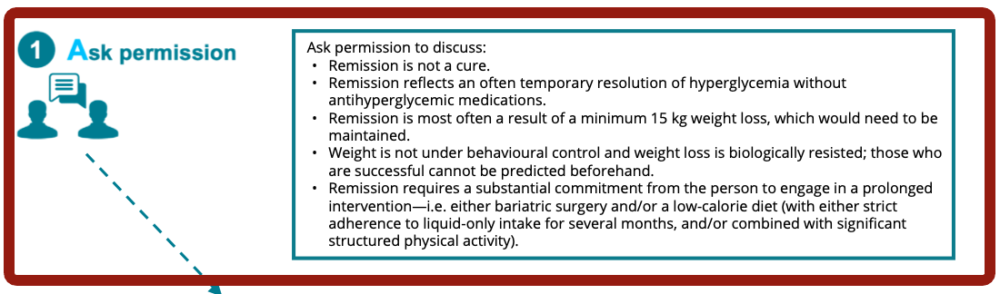 1 Ask permission
Ask permission to discuss:
• Remission is not a cure.
• Remission reflects an often temporary resolution of hyperglycemia without
antihyperglycemic medications.
• Remission is most often a result of a minimum 15 kg weight loss, which would need to be
maintained.
• Weight is not under behavioural control and weight loss is biologically resisted; those who
are successful cannot be predicted beforehand.
• Remission requires a substantial commitment from the person to engage in a prolonged
intervention—i.e. either bariatric surgery and/or a low-calorie diet (with either strict
adherence to liquid-only intake for several months, and/or combined with significant
structured physical activity).